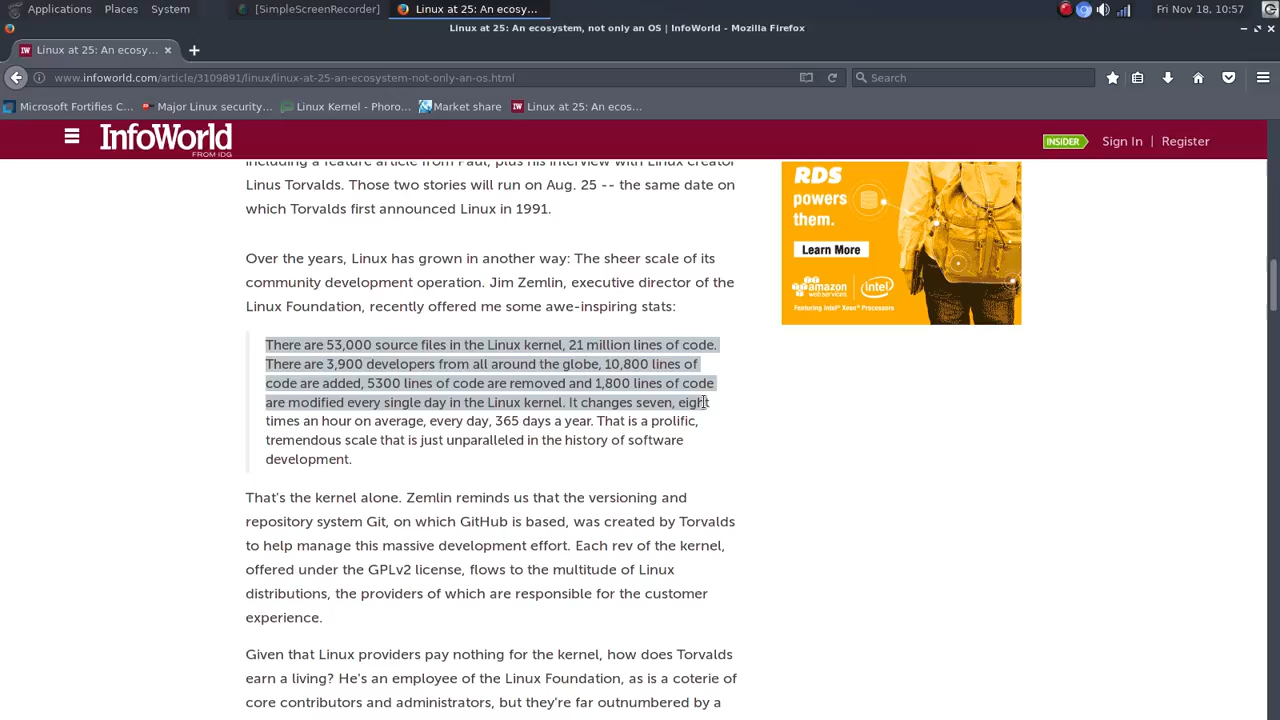 Applications Places System [SimpleScreenRecorder] Linux at 25: An ecosy... Fri Nov 18, 10:57
Linux at 25: An ecosystem, not only an OS | InfoWorld - Mozilla Firefox
IW Linux at 25: An ecosy...
www.infoworld.com/article/3109891/linux/linux-at-25-an-ecosystem-not-only-an-os.html Search
Microsoft Fortifies C... Major Linux security... Linux Kernel - Phoro... Market share IW Linux at 25: An ecos...
InfoWorld INSIDER Sign In | Register
FROM IDG
including a feature article from Paul, plus his interview with Linux creator
Linus Torvalds. Those two stories will run on Aug. 25 -- the same date on
which Torvalds first announced Linux in 1991.
Over the years, Linux has grown in another way: The sheer scale of its
community development operation. Jim Zemlin, executive director of the
Linux Foundation, recently offered me some awe-inspiring stats:
There are 53,000 source files in the Linux kernel, 21 million lines of code.
There are 3,900 developers from all around the globe, 10,800 lines of
code are added, 5300 lines of code are removed and 1,800 lines of code
are modified every single day in the Linux kernel. It changes seven, eight
times an hour on average, every day, 365 days a year. That is a prolific,
tremendous scale that is just unparalleled in the history of software
development.
That's the kernel alone. Zemlin reminds us that the versioning and
repository system Git, on which GitHub is based, was created by Torvalds
to help manage this massive development effort. Each rev of the kernel,
offered under the GPLv2 license, flows to the multitude of Linux
distributions, the providers of which are responsible for the customer
experience.
Given that Linux providers pay nothing for the kernel, how does Torvalds
earn a living? He's an employee of the Linux Foundation, as is a coterie of
core contributors and administrators, but they're far outnumbered by a
RDS
powers
them.
Learn More
amazon webservices intel
Featuring Intel® Xeon® Processors